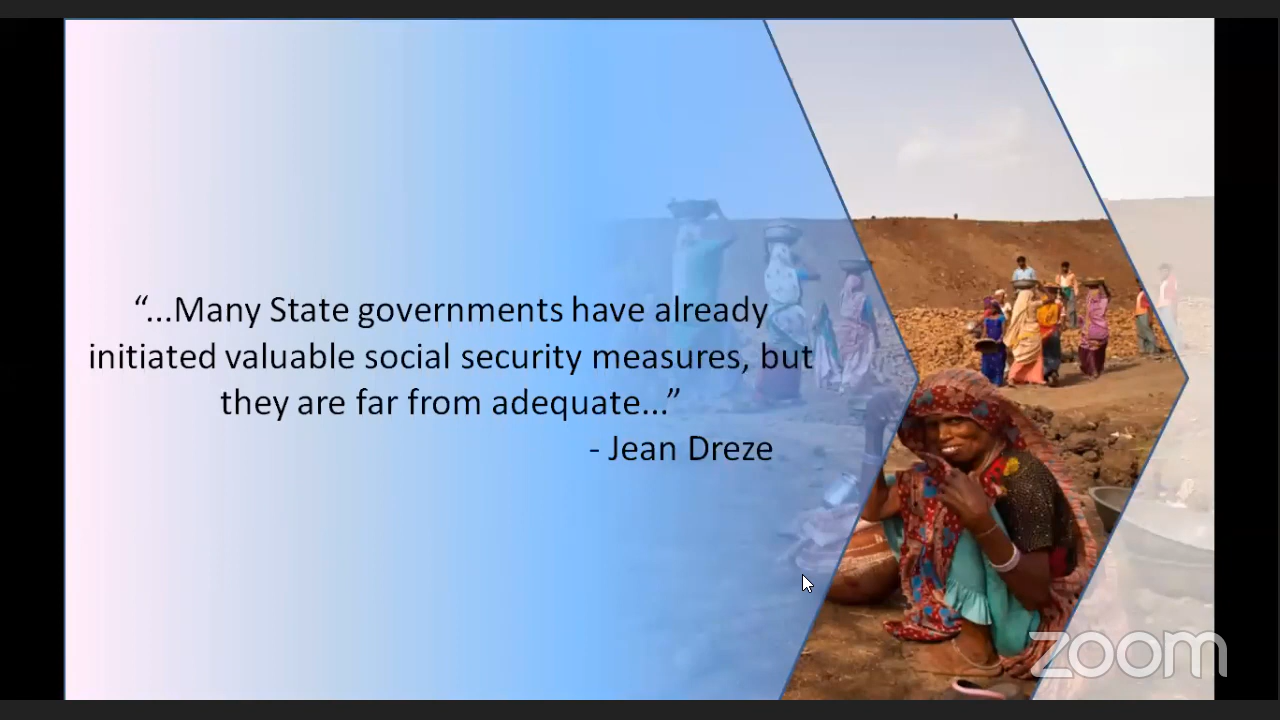 “...Many State governments have already
initiated valuable social security measures, but
they are far from adequate...”
- Jean Dreze
zoom